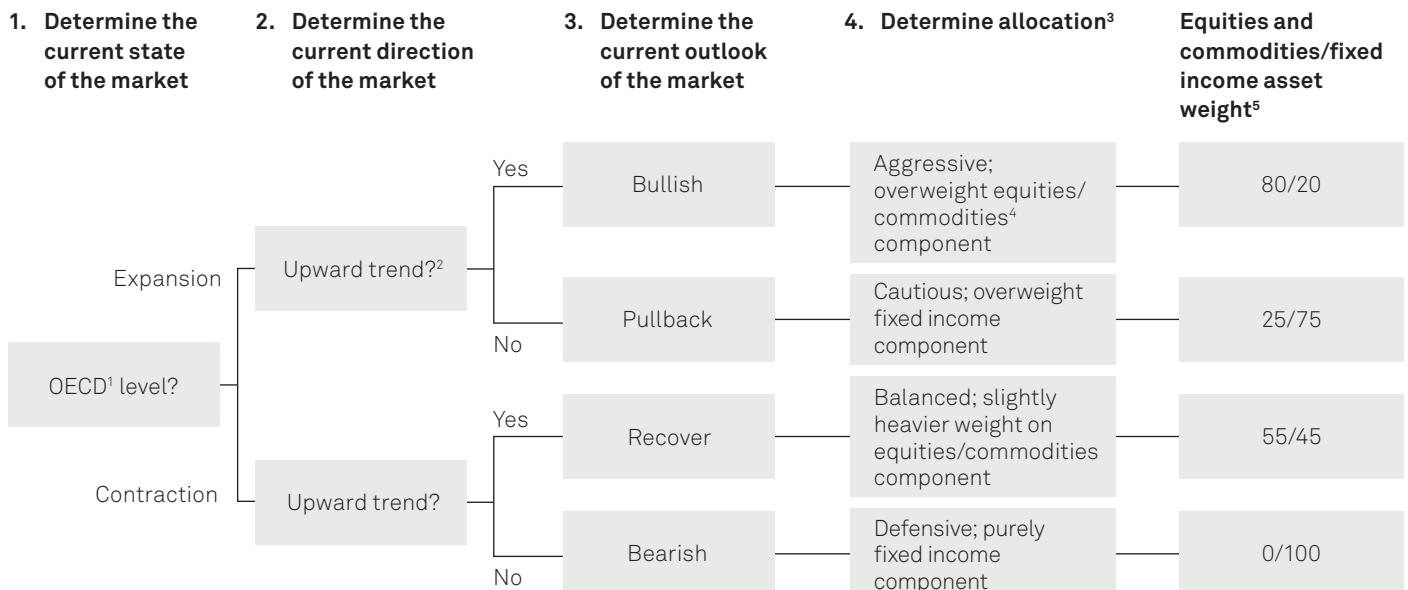 1. Determine the
current state
of the market
2. Determine the
current direction
of the market
3. Determine the
current outlook
of the market
4. Determine allocation³
Equities and
commodities/fixed
income asset
weight⁵
Yes
Bullish
Aggressive;
overweight equities/
commodities⁴
component
80/20
Expansion
Upward trend?²
Pullback
Cautious; overweight
fixed income
component
25/75
No
OECD¹ level?
Yes
Recover
Balanced; slightly
heavier weight on
equities/commodities
component
55/45
Contraction
Upward trend?
Bearish
Defensive; purely
fixed income
component
0/100
No